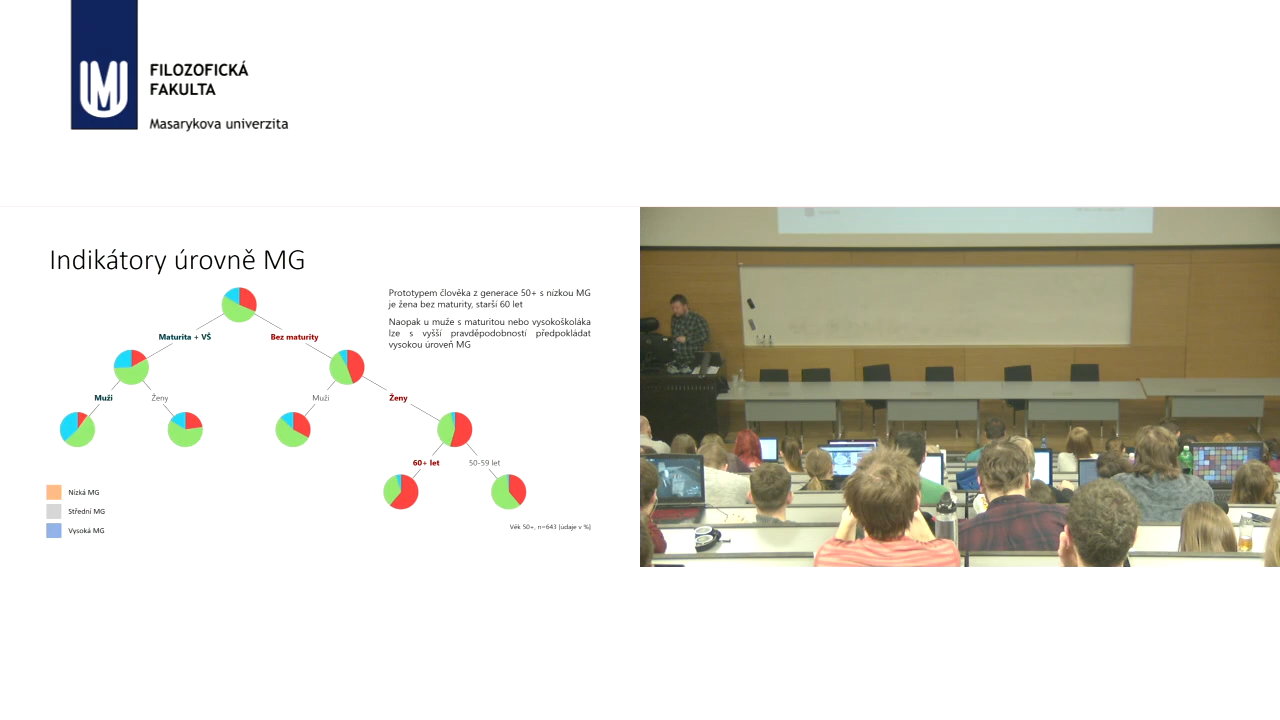 FILOZOFICKÁ
FAKULTA
Masarykova univerzita
Indikátory úrovně MG
Prototypem člověka z generace 50+ s nízkou MG
je žena bez maturity, starší 60 let
Naopak u muže s maturitou nebo vysokoškoláka
lze s vyšší pravděpodobností předpokládat
vysokou úroveň MG
Maturita + VŠ
Bez maturity
Muži
Ženy
Muži
Ženy
60+ let
50-59 let
Nízká MG
Střední MG
Vysoká MG
Věk 50+, n=643 (údaje v %)